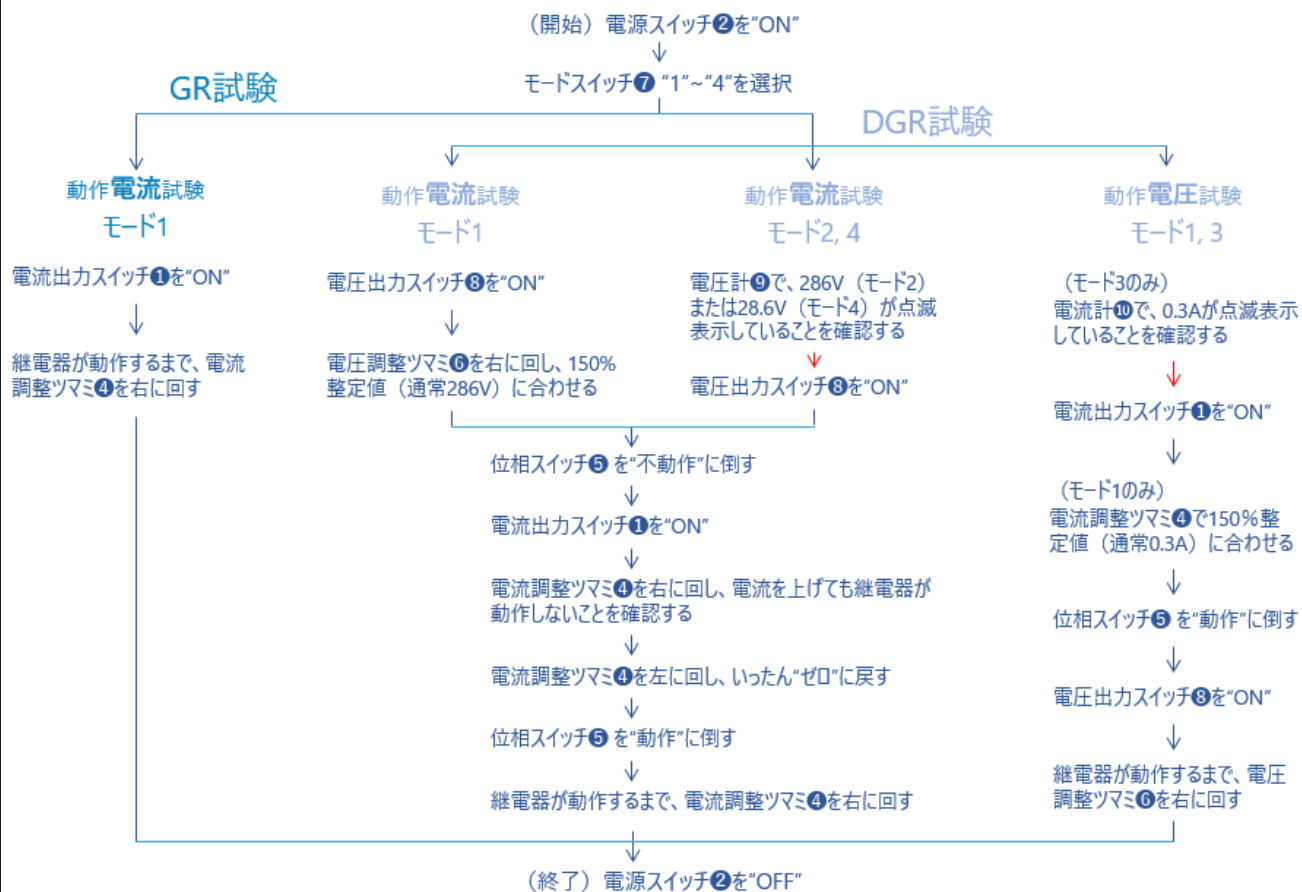 （開始）電源スイッチ❷を"ON"
モードスイッチ❼ "1"~"4"を選択
GR試験
DGR試験
動作電流試験
モード1
電流出力スイッチ❶を"ON"
継電器が動作するまで、電流
調整ツマミ❹を右に回す
動作電流試験
モード1
電圧出力スイッチ❽を"ON"
電圧調整ツマミ❻を右に回し、150%
整定値（通常286V）に合わせる
動作電流試験
モード2, 4
電圧計❾で、286V（モード2）
または28.6V（モード4）が点滅
表示していることを確認する
電圧出力スイッチ❽を"ON"
位相スイッチ❺ を"不動作"に倒す
電流出力スイッチ❶を"ON"
電流調整ツマミ❹を右に回し、電流を上げても継電器が
動作しないことを確認する
電流調整ツマミ❹を左に回し、いったん"ゼロ"に戻す
位相スイッチ❺ を"動作"に倒す
継電器が動作するまで、電流調整ツマミ❹を右に回す
動作電圧試験
モード1, 3
（モード3のみ）
電流計❿で、0.3Aが点滅表示
していることを確認する
電流出力スイッチ❶を"ON"
（モード1のみ）
電流調整ツマミ❹で150％整
定値（通常0.3A）に合わせる
位相スイッチ❺ を"動作"に倒す
電圧出力スイッチ❽を"ON"
継電器が動作するまで、電圧
調整ツマミ❻を右に回す
（終了）電源スイッチ❷を"OFF"